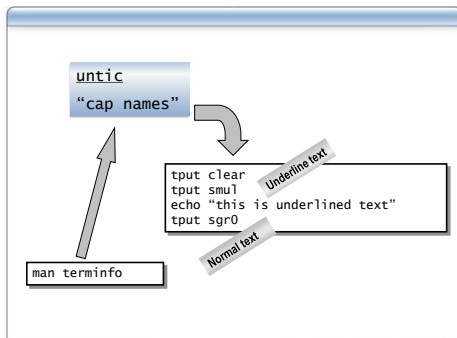 untic
“cap names”
tput clear
tput smul
echo “this is underlined text”
tput sgr0
Underline text
Normal text
man terminfo